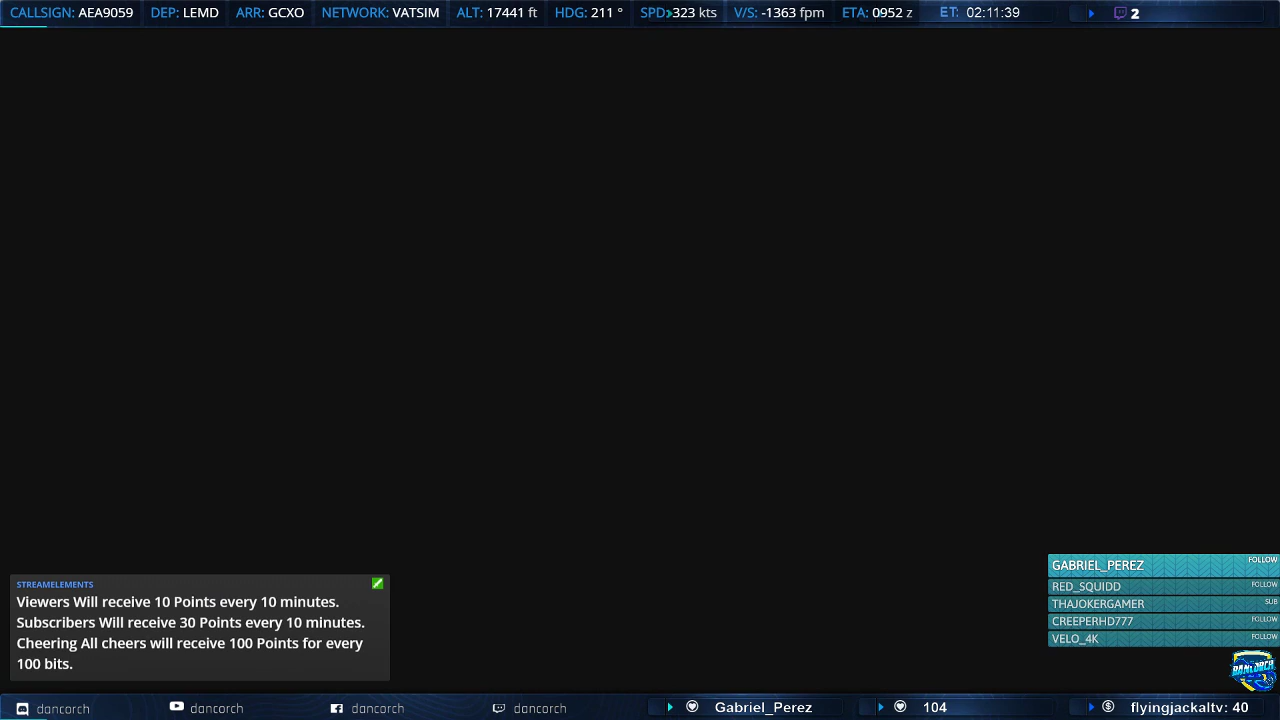 CALLSIGN: AEA9059 DEP: LEMD ARR: GCXO NETWORK: VATSIM ALT: 17441 ft HDG: 211 ° SPD: 323 kts V/S: -1363 fpm ETA: 0952 z ET: 02:11:39 2
STREAMELEMENTS
Viewers Will receive 10 Points every 10 minutes.
Subscribers Will receive 30 Points every 10 minutes.
Cheering All cheers will receive 100 Points for every
100 bits.
GABRIEL_PEREZ FOLLOW
RED_SQUIDD FOLLOW
THAJOKERGAMER SUB
CREEPERHD777 FOLLOW
VELO_4K FOLLOW
DANCORCH
dancorch dancorch dancorch dancorch Gabriel_Perez 104 flyingjackaltv: 40